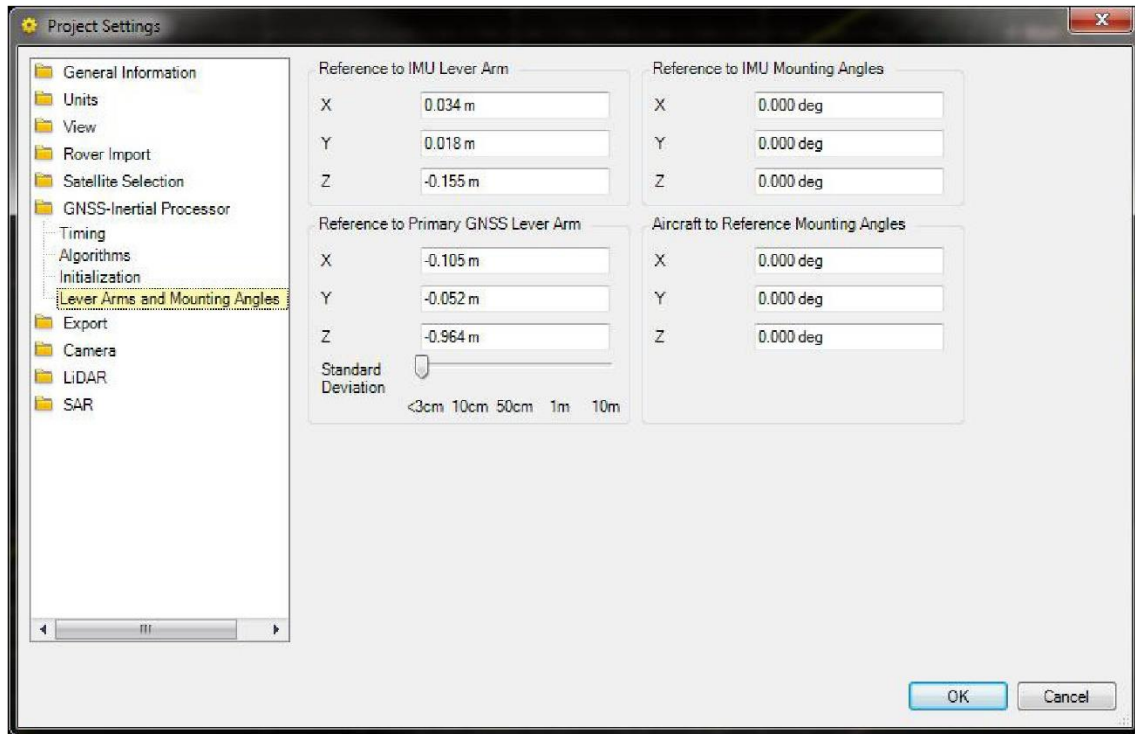 Project Settings
General Information
Units
View
Rover Import
Satellite Selection
GNSS-Inertial Processor
Timing
Algorithms
Initialization
Lever Arms and Mounting Angles
Export
Camera
LiDAR
SAR
Reference to IMU Lever Arm
X 0.034 m
Y 0.018 m
Z -0.155 m
Reference to Primary GNSS Lever Arm
X -0.105 m
Y -0.052 m
Z -0.964 m
Standard
Deviation
<3cm 10cm 50cm 1m 10m
Reference to IMU Mounting Angles
X 0.000 deg
Y 0.000 deg
Z 0.000 deg
Aircraft to Reference Mounting Angles
X 0.000 deg
Y 0.000 deg
Z 0.000 deg
OK Cancel